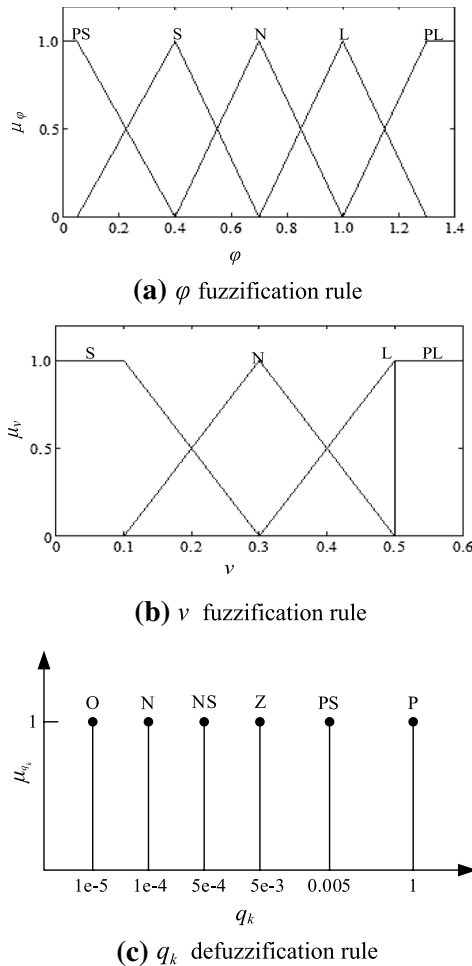 PS S N L PL
1.0
0.5
0
μφ
0 0.2 0.4 0.6 0.8 1.0 1.2 1.4
φ
(a) φ fuzzification rule
S N L PL
1.0
0.5
0
μv
0 0.1 0.2 0.3 0.4 0.5 0.6
v
(b) v fuzzification rule
O N NS Z PS P
1
μqk
1e-5 1e-4 5e-4 5e-3 0.005 1
qk
(c) qk defuzzification rule